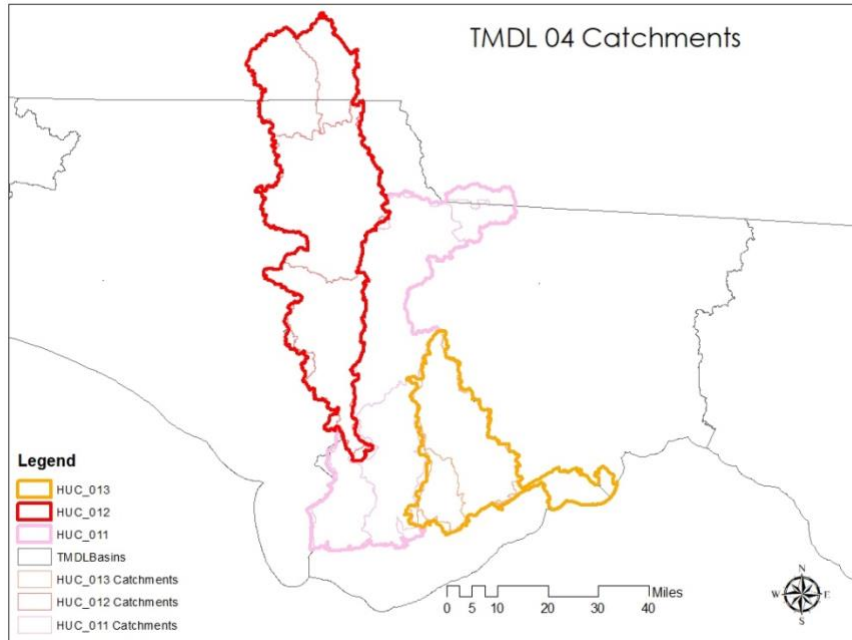 TMDL 04 Catchments
Legend
HUC_013
HUC_012
HUC_011
TMDLBasins
HUC_013 Catchments
HUC_012 Catchments
HUC_011 Catchments
Miles
0 5 10 20 30 40
N
W E
S